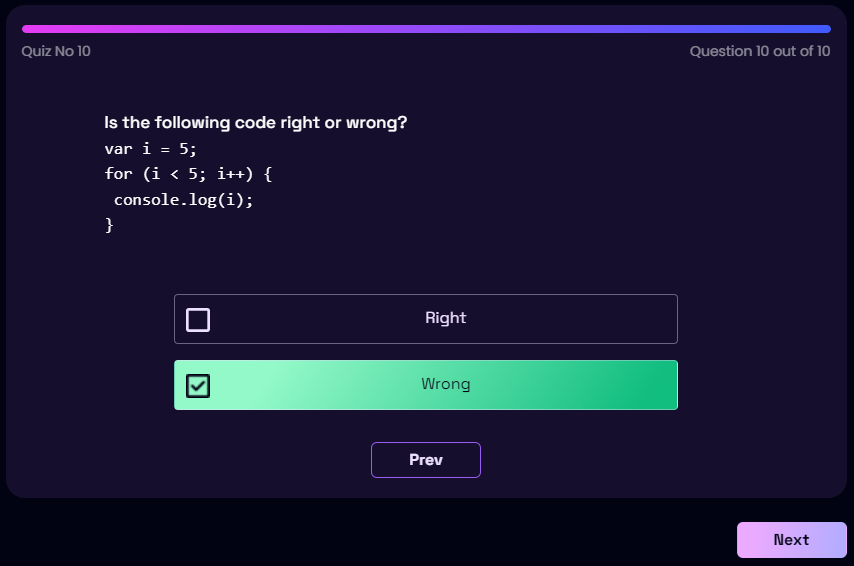 Quiz No 10
Question 10 out of 10
Is the following code right or wrong?
var i = 5;
for (i < 5; i++) {
 console.log(i);
}
Right
Wrong
Prev
Next